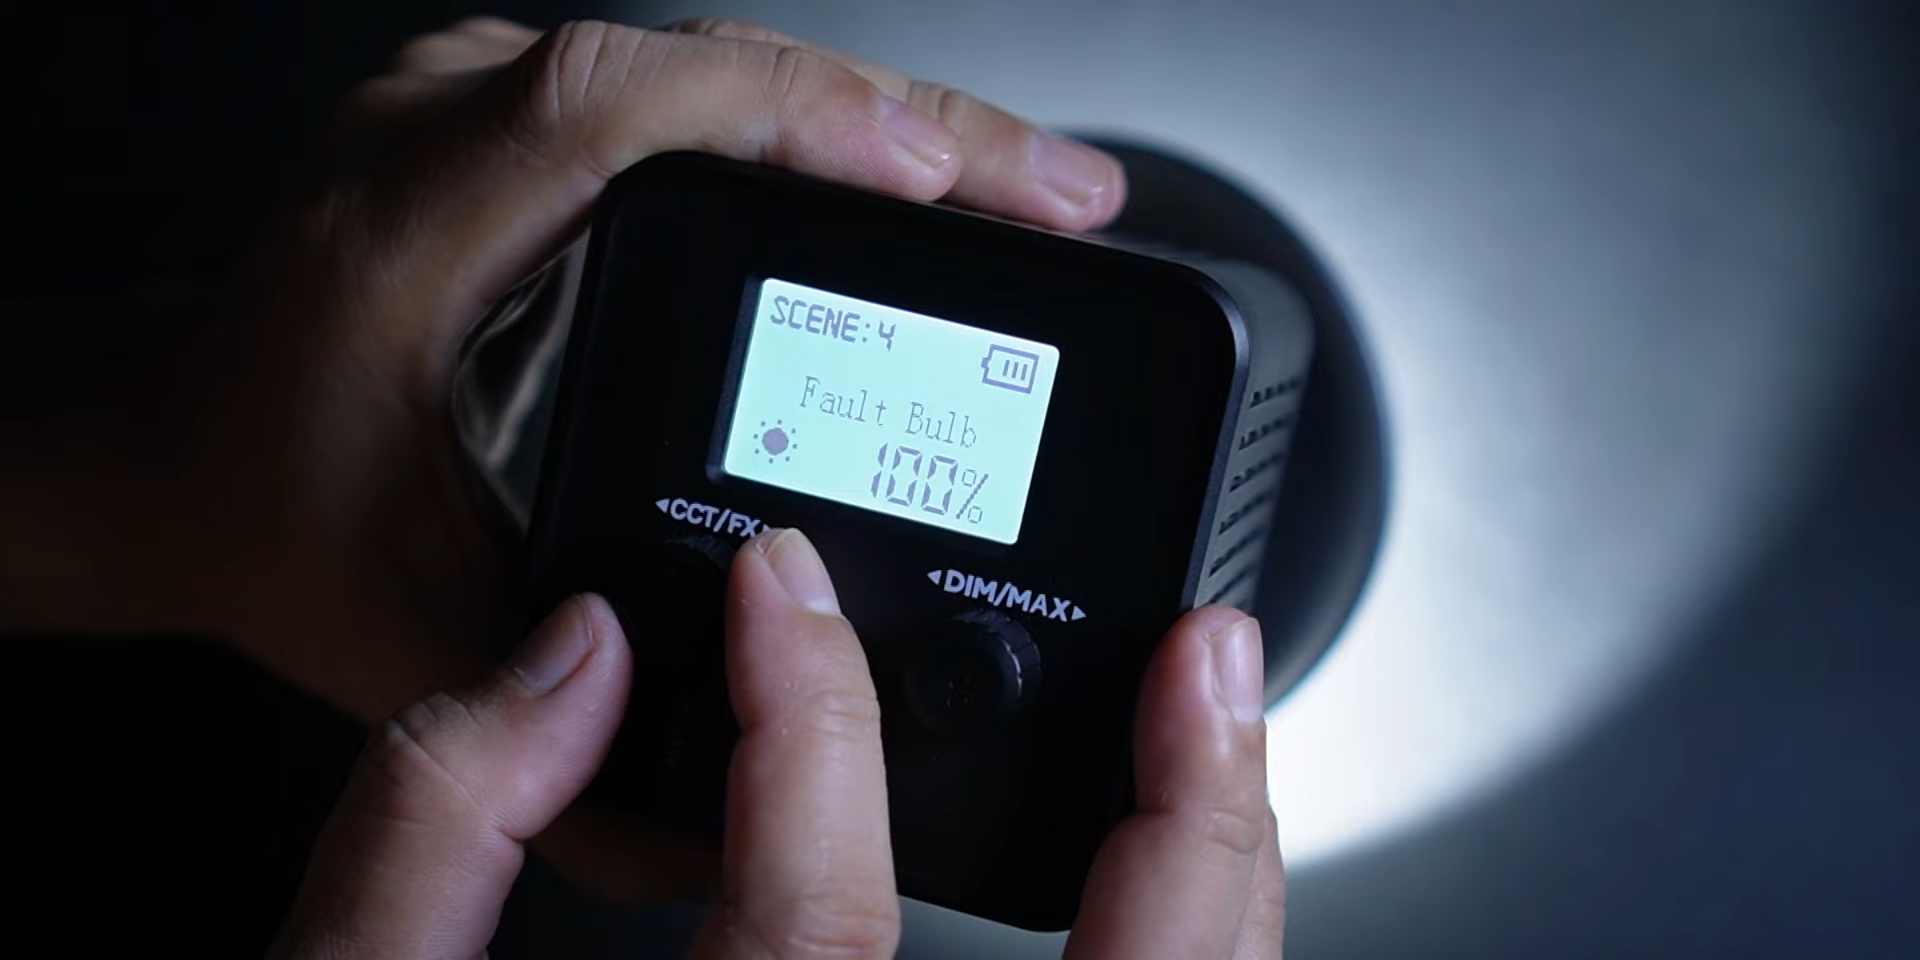 SCENE:4
Fault Bulb
100%
◂CCT/FX▸
◂DIM/MAX▸